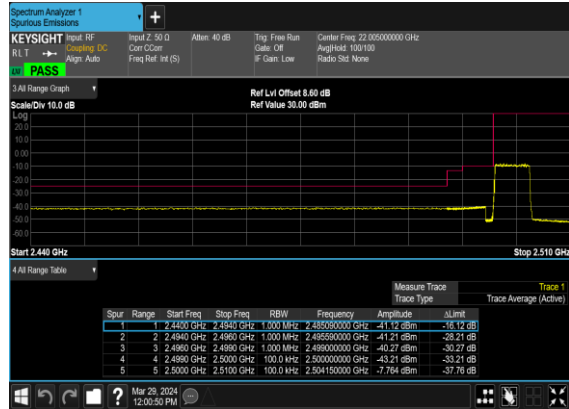 Spectrum Analyzer 1
Spurious Emissions
+
KEYSIGHT Input: RF Input Z: 50 Ω Atten: 40 dB Trig: Free Run Center Freq: 22.005000000 GHz
RLT Coupling: DC Corr CCorr Gate: Off Avg|Hold: 100/100
Align: Auto Freq Ref: Int (S) IF Gain: Low Radio Std: None
PASS
3 All Range Graph
Ref Lvl Offset 8.60 dB
Scale/Div 10.0 dB Ref Value 30.00 dBm
Log
20.0
10.0
0.00
-10.0
-20.0
-30.0
-40.0
-50.0
-60.0
Start 2.440 GHz Stop 2.510 GHz
4 All Range Table
Measure Trace Trace 1
Trace Type Trace Average (Active)
Spur Range Start Freq Stop Freq RBW Frequency Amplitude ΔLimit
1 1 2.4400 GHz 2.4940 GHz 1.000 MHz 2.485090000 GHz -41.12 dBm -16.12 dB
2 2 2.4940 GHz 2.4960 GHz 1.000 MHz 2.495590000 GHz -41.21 dBm -28.21 dB
3 3 2.4960 GHz 2.4990 GHz 1.000 MHz 2.499000000 GHz -40.27 dBm -30.27 dB
4 4 2.4990 GHz 2.5000 GHz 100.0 kHz 2.500000000 GHz -43.21 dBm -33.21 dB
5 5 2.5000 GHz 2.5100 GHz 100.0 kHz 2.504150000 GHz -7.764 dBm -37.76 dB
? Mar 29, 2024
12:00:50 PM